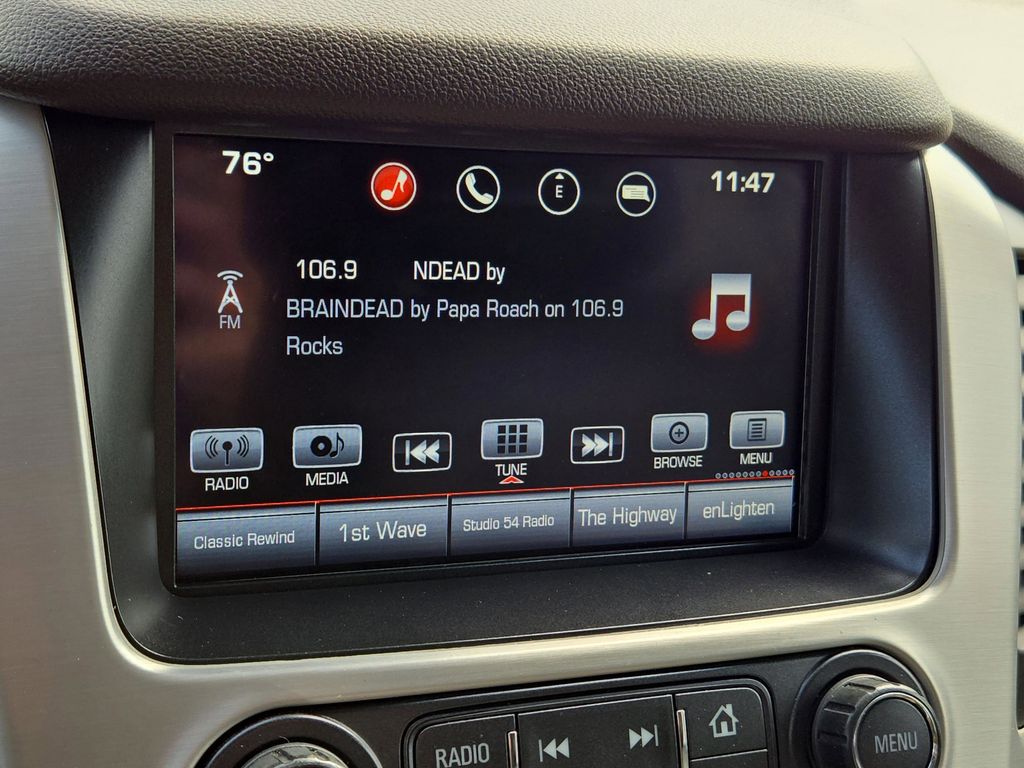 76°
E
11:47
106.9 NDEAD by
BRAINDEAD by Papa Roach on 106.9
Rocks
FM
RADIO
MEDIA
TUNE
BROWSE
MENU
Classic Rewind
1st Wave
Studio 54 Radio
The Highway
enLighten
RADIO
MENU